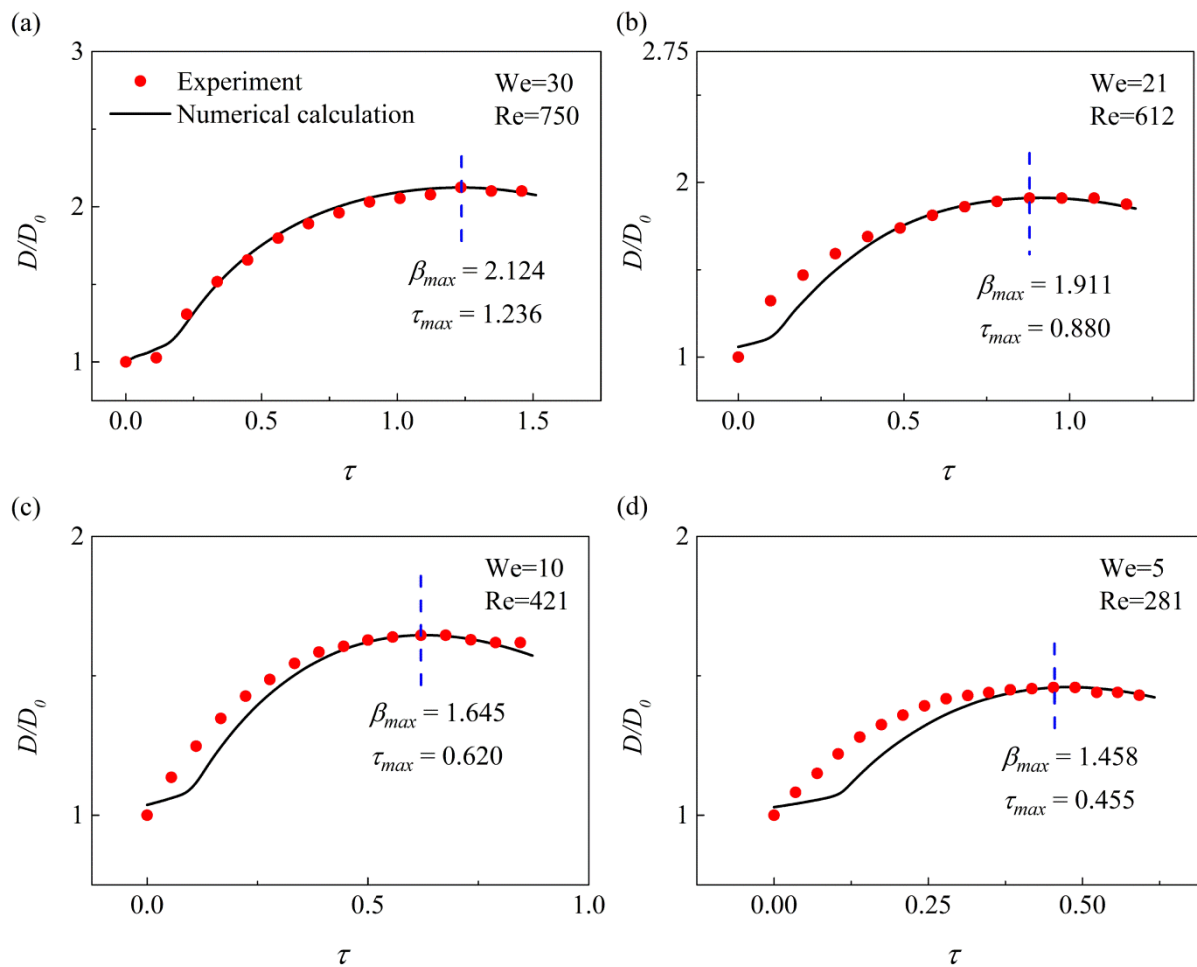 (a)
3
2
1
D/D0
Experiment
Numerical calculation
We=30
Re=750
βmax = 2.124
τmax = 1.236
0.0 0.5 1.0 1.5
τ
(b)
2.75
2
1
D/D0
We=21
Re=612
βmax = 1.911
τmax = 0.880
0.0 0.5 1.0
τ
(c)
2
1
D/D0
We=10
Re=421
βmax = 1.645
τmax = 0.620
0.0 0.5 1.0
τ
(d)
2
1
D/D0
We=5
Re=281
βmax = 1.458
τmax = 0.455
0.00 0.25 0.50
τ